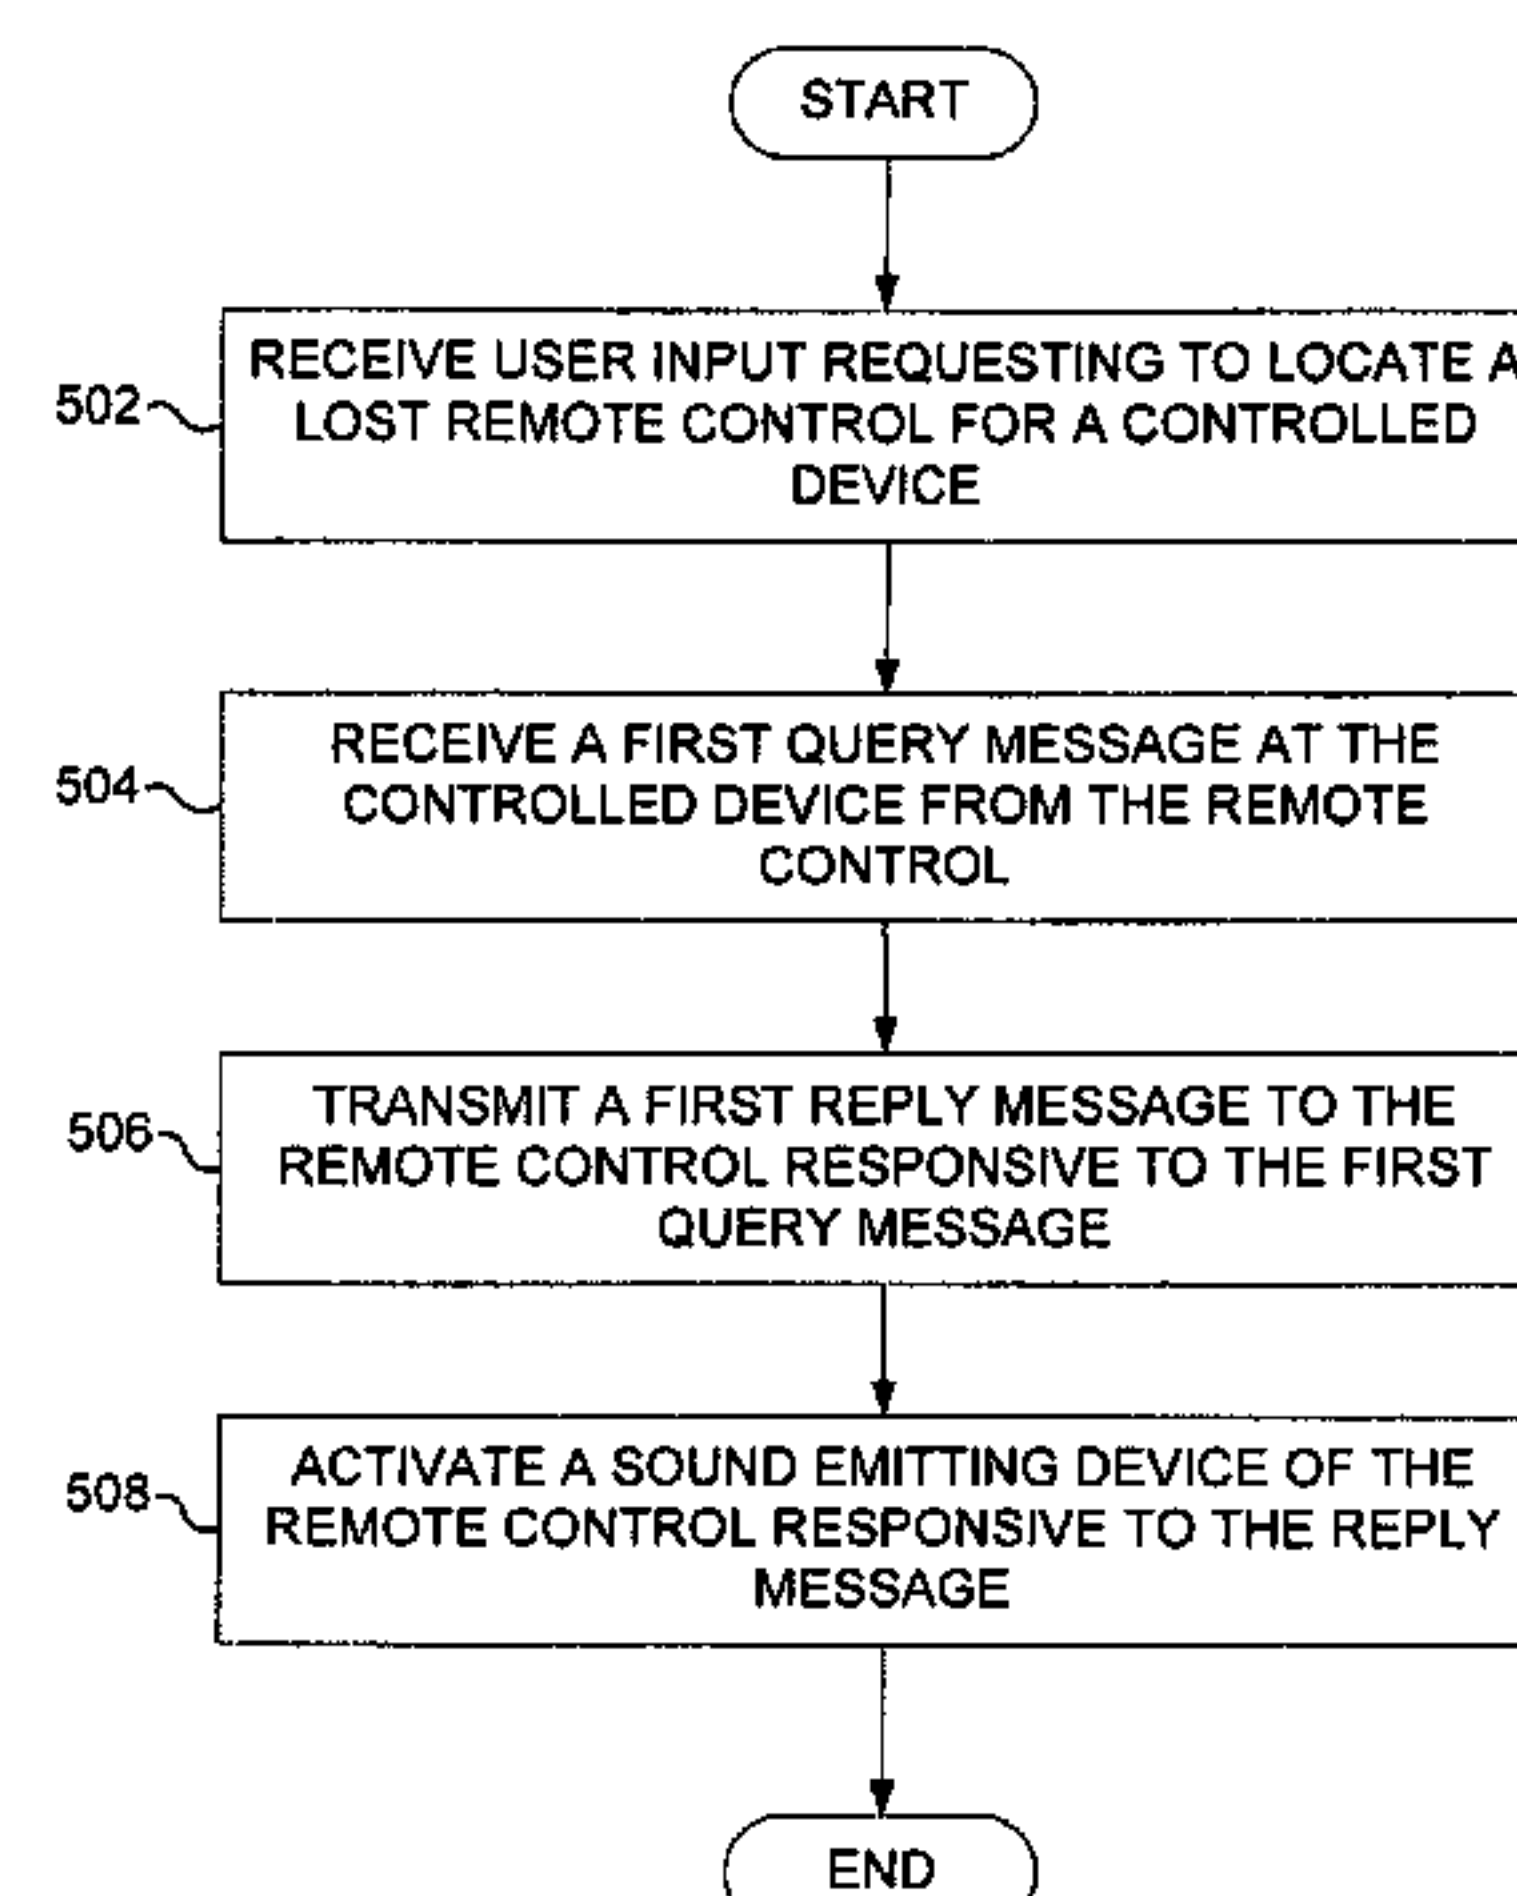 START
502
RECEIVE USER INPUT REQUESTING TO LOCATE A
LOST REMOTE CONTROL FOR A CONTROLLED
DEVICE
504
RECEIVE A FIRST QUERY MESSAGE AT THE
CONTROLLED DEVICE FROM THE REMOTE
CONTROL
506
TRANSMIT A FIRST REPLY MESSAGE TO THE
REMOTE CONTROL RESPONSIVE TO THE FIRST
QUERY MESSAGE
508
ACTIVATE A SOUND EMITTING DEVICE OF THE
REMOTE CONTROL RESPONSIVE TO THE REPLY
MESSAGE
END